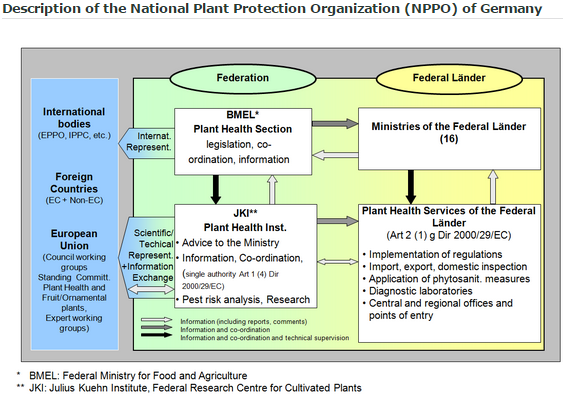 Description of the National Plant Protection Organization (NPPO) of Germany
Federation
Federal Länder
International
bodies
(EPPO, IPPC, etc.)
Foreign
Countries
(EC + Non-EC)
European
Union
(Council working
groups
Standing Committ.
Plant Health and
Fruit/Ornamental
plants,
Expert working
groups)
Internat.
Represent.
Scientific/
Techical
Represent.
+Information
Exchange
BMEL*
Plant Health Section
legislation, co-
ordination, information
Ministries of the Federal Länder
(16)
JKI**
Plant Health Inst.
• Advice to the Ministry
• Information, Co-ordination,
(single authority Art 1 (4) Dir
2000/29/EC)
• Pest risk analysis, Research
Plant Health Services of the Federal
Länder
(Art 2 (1) g Dir 2000/29/EC)
• Implementation of regulations
• Import, export, domestic inspection
• Application of phytosanit. measures
• Diagnostic laboratories
• Central and regional offices and
points of entry
Information (including reports, comments)
Information and co-ordination
Information and co-ordination and technical supervision
* BMEL: Federal Ministry for Food and Agriculture
** JKI: Julius Kuehn Institute, Federal Research Centre for Cultivated Plants